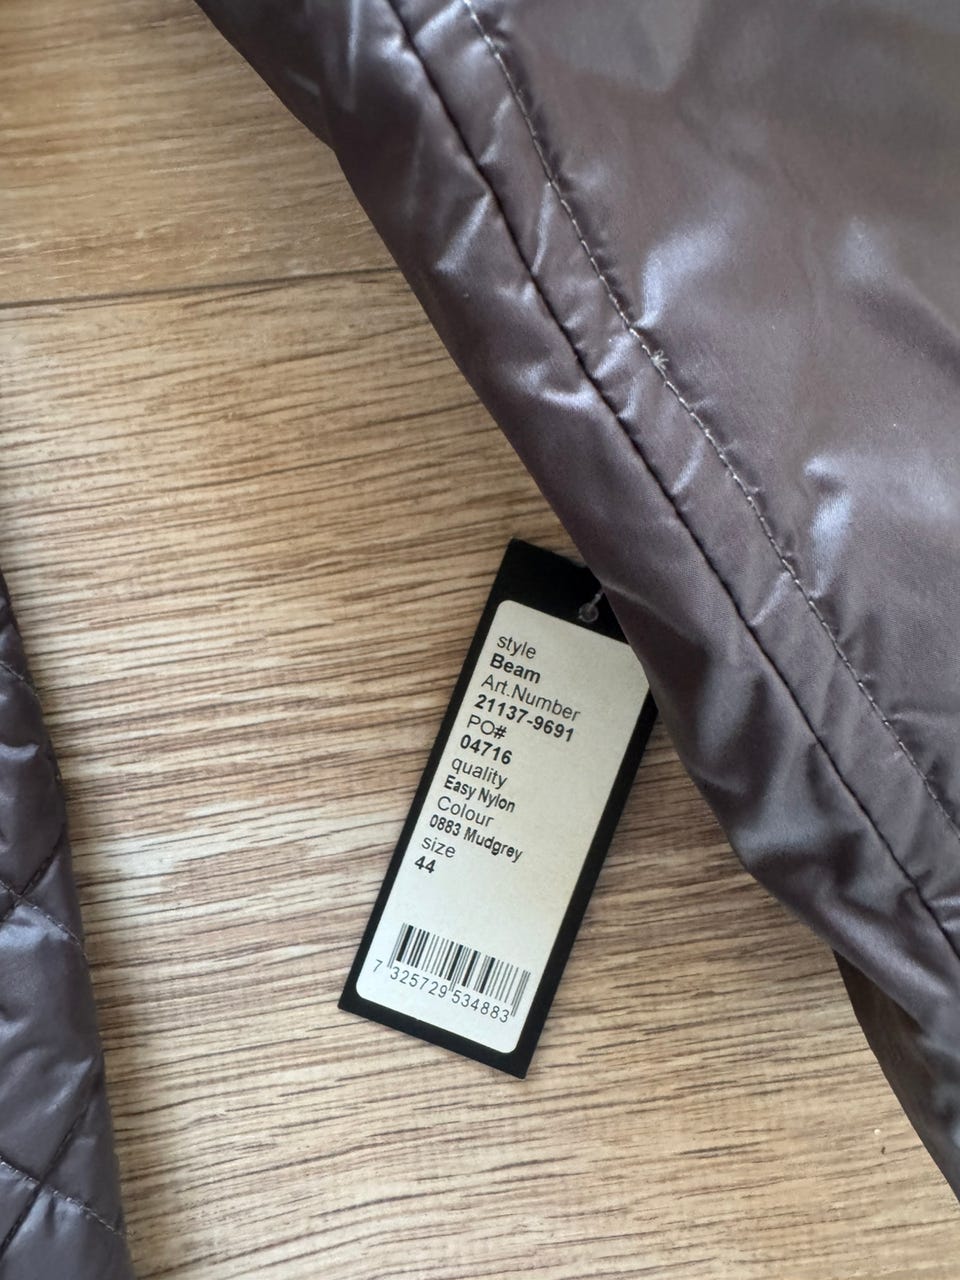 style
Beam
Art.Number
21137-9691
PO#
04716
quality
Easy Nylon
Colour
0883 Mudgrey
size
44
7 325729 534883